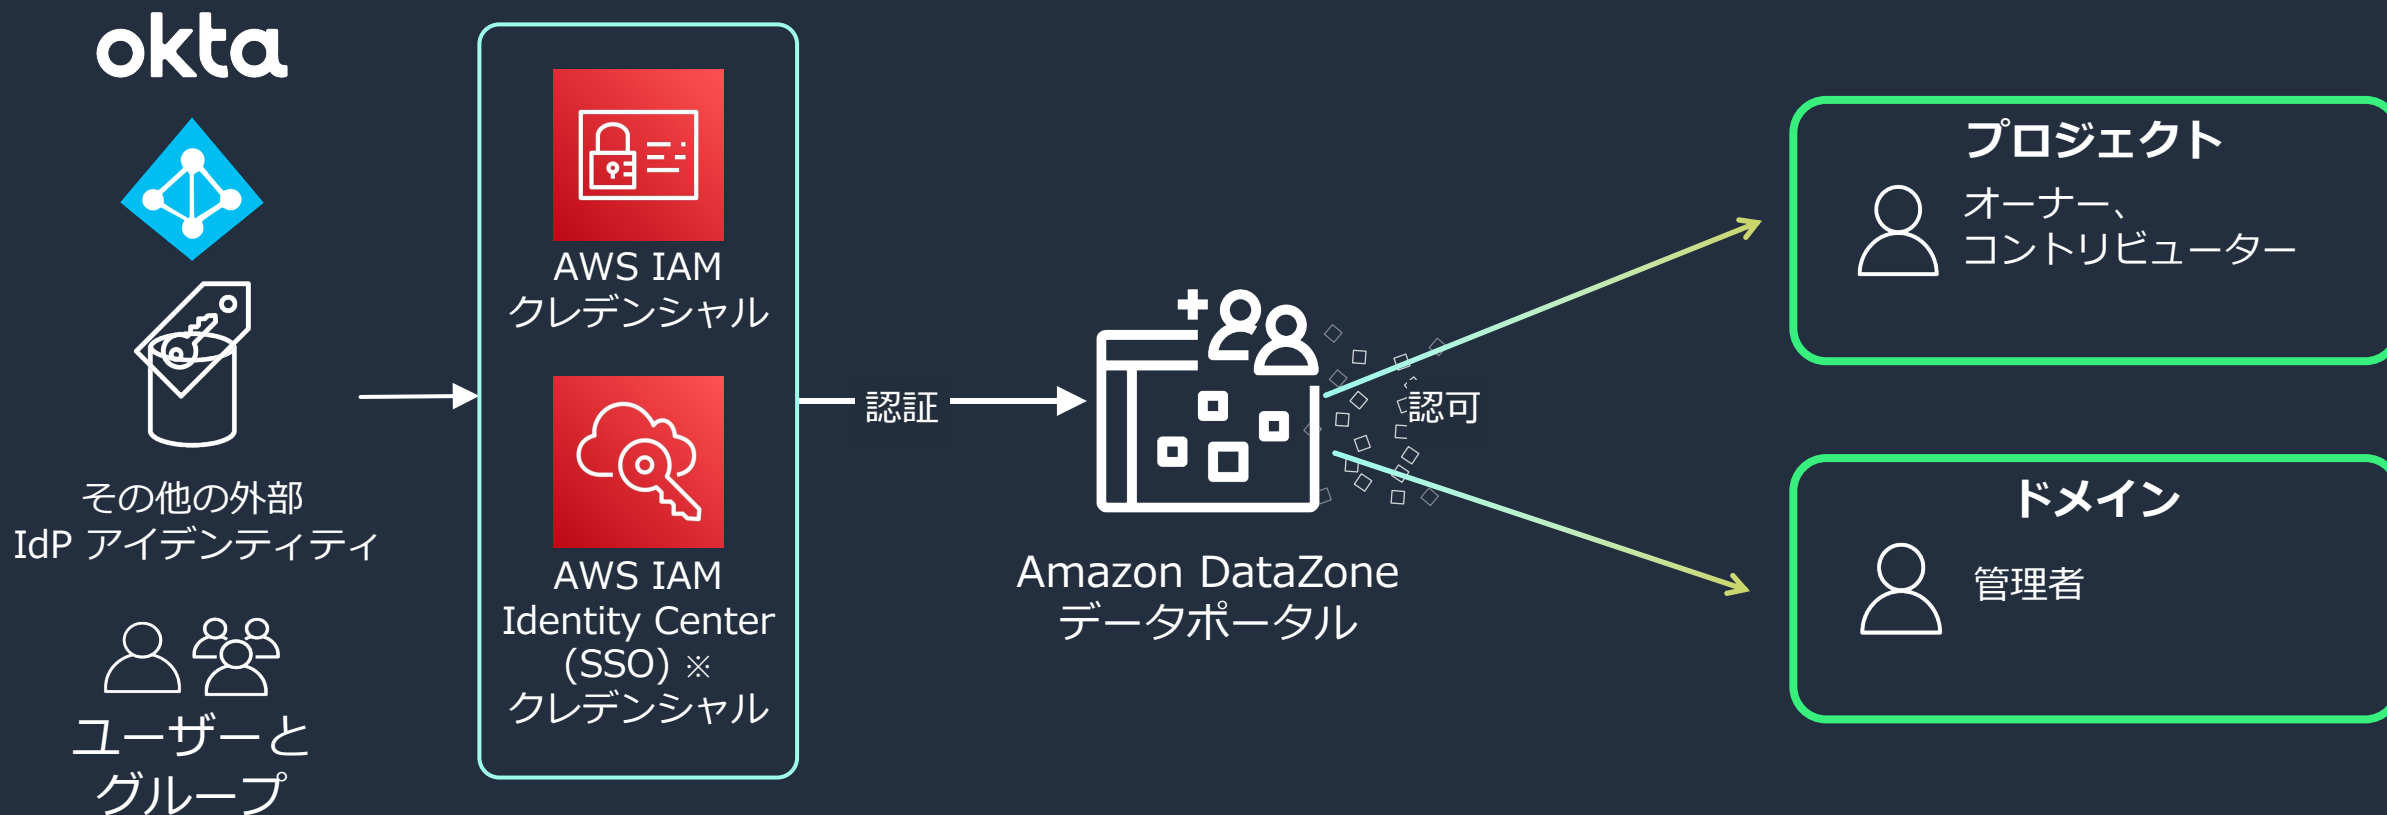 okta
その他の外部
IdP アイデンティティ
ユーザーと
グループ
AWS IAM
クレデンシャル
AWS IAM
Identity Center
(SSO) ※
クレデンシャル
認証
Amazon DataZone
データポータル
認可
プロジェクト
オーナー、
コントリビューター
ドメイン
管理者